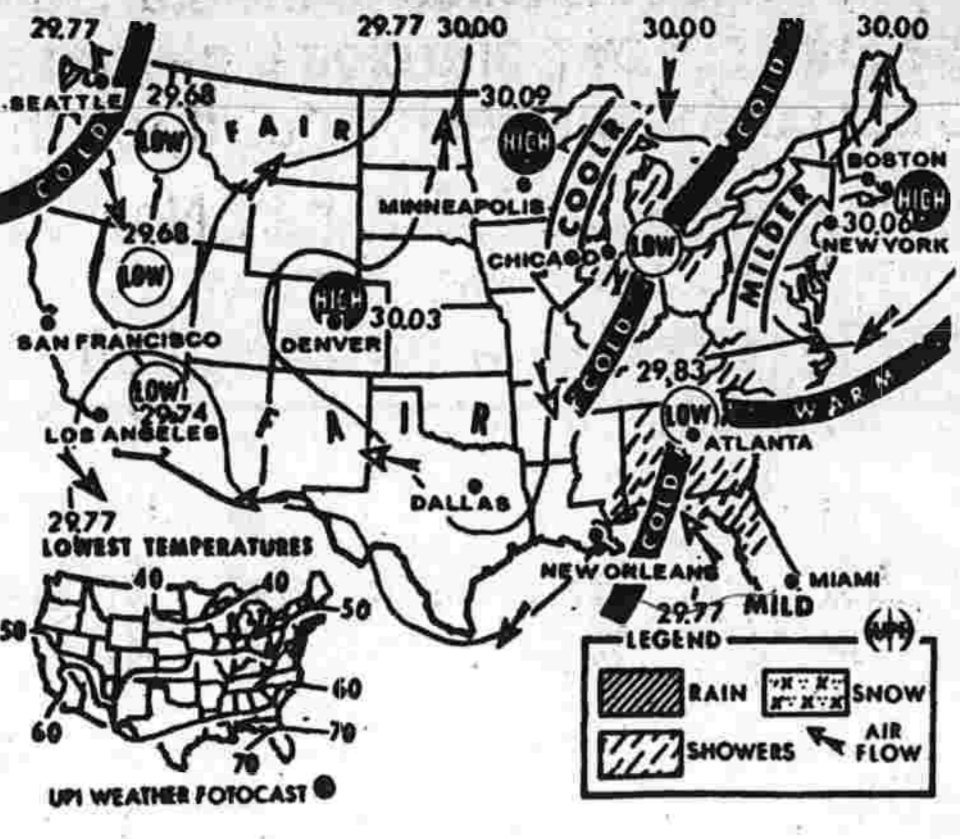 29.77
29.77 30.00
30.00
30.00
SEATTLE
29.68
COLD
LOW
FAIR
30.09
HIGH
MINNEAPOLIS
COOLR
COLD
BOSTON
HIGH
30.06
NEW YORK
MILDER
29.68
LOW
CHICAGO
LOW
HIGH
30.03
DENVER
SAN FRANCISCO
COLD
LOW
29.74
LOS ANGELES
FAIR
29.83
LOW
WARM
ATLANTA
DALLAS
COLD
NEW ORLEANS
29.77
MILD
MIAMI
29.77
LOWEST TEMPERATURES
40
40
50
50
60
60
70
70
UPI WEATHER FOTOCAST
LEGEND
UPI
RAIN
SNOW
SHOWERS
AIR
FLOW